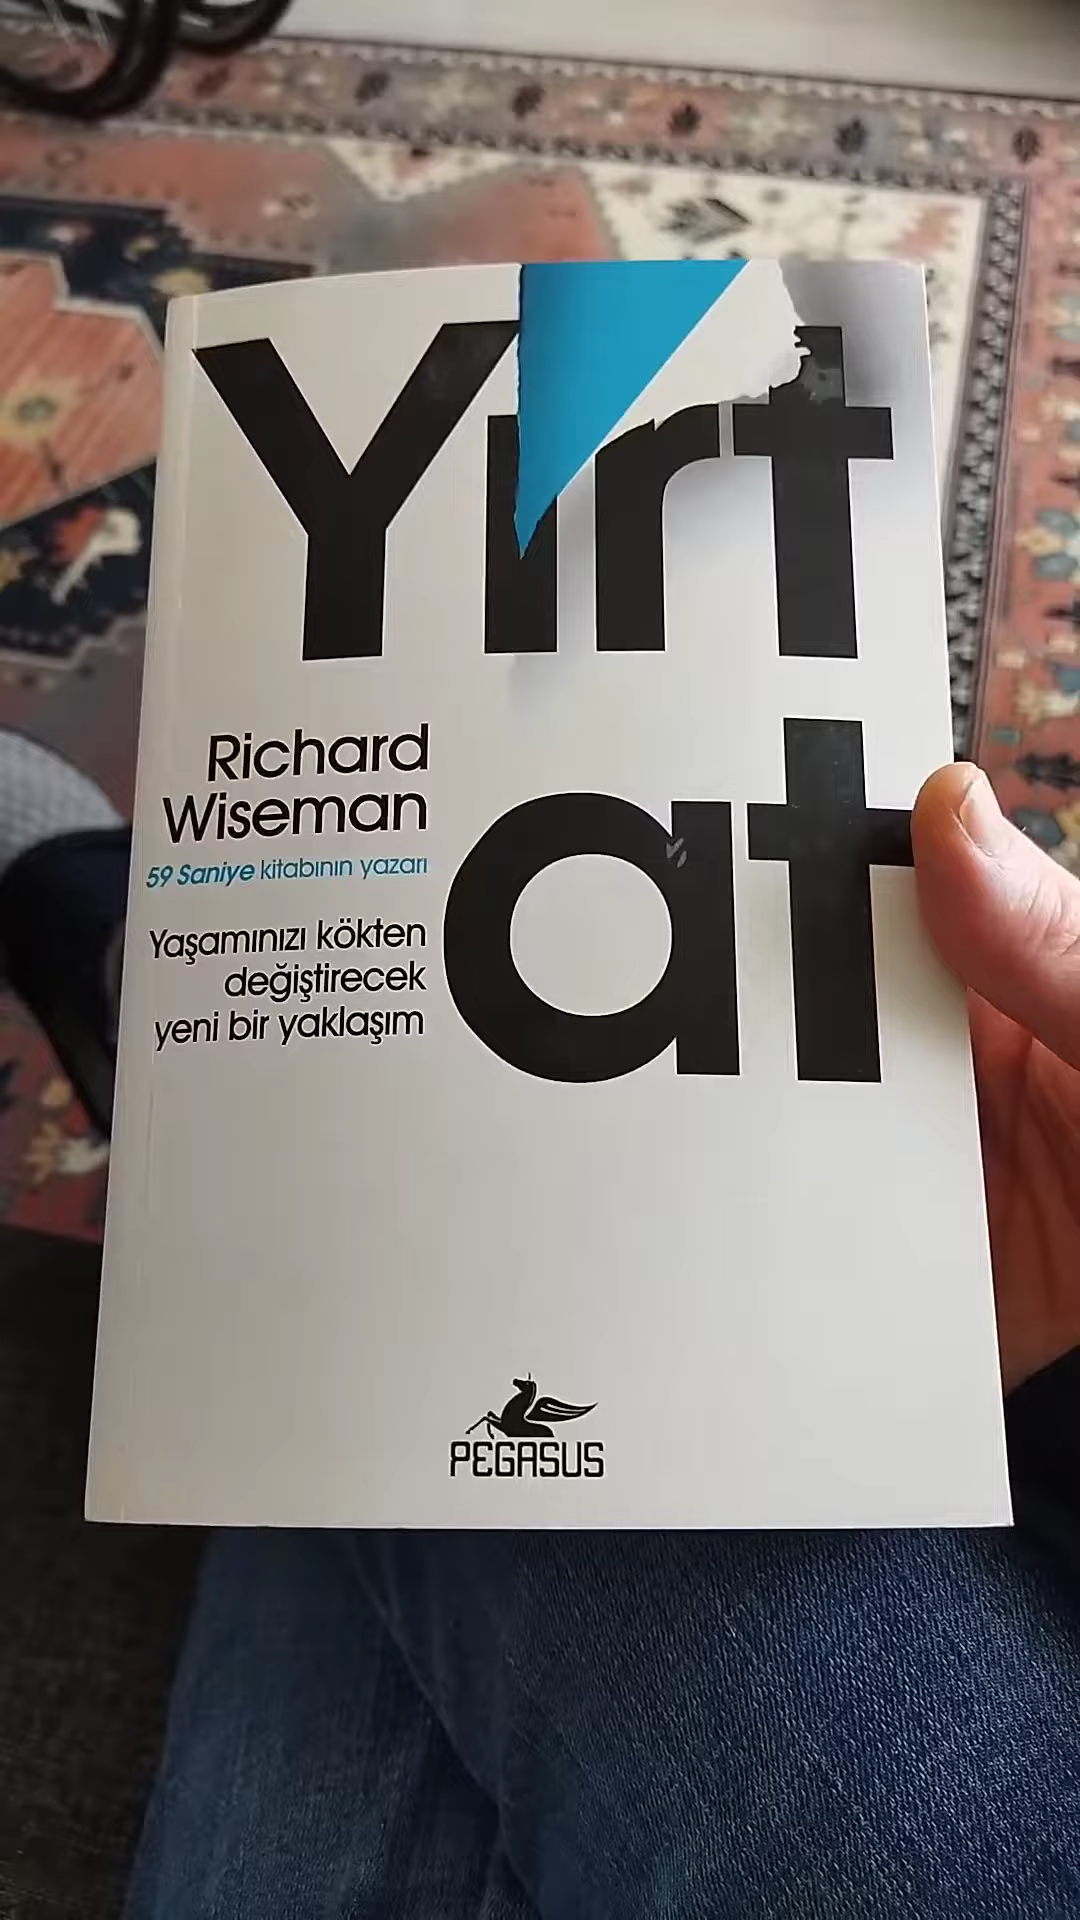 Yırt
at
Richard
Wiseman
59 Saniye kitabının yazarı
Yaşamınızı kökten
değiştirecek
yeni bir yaklaşım
PEGASUS